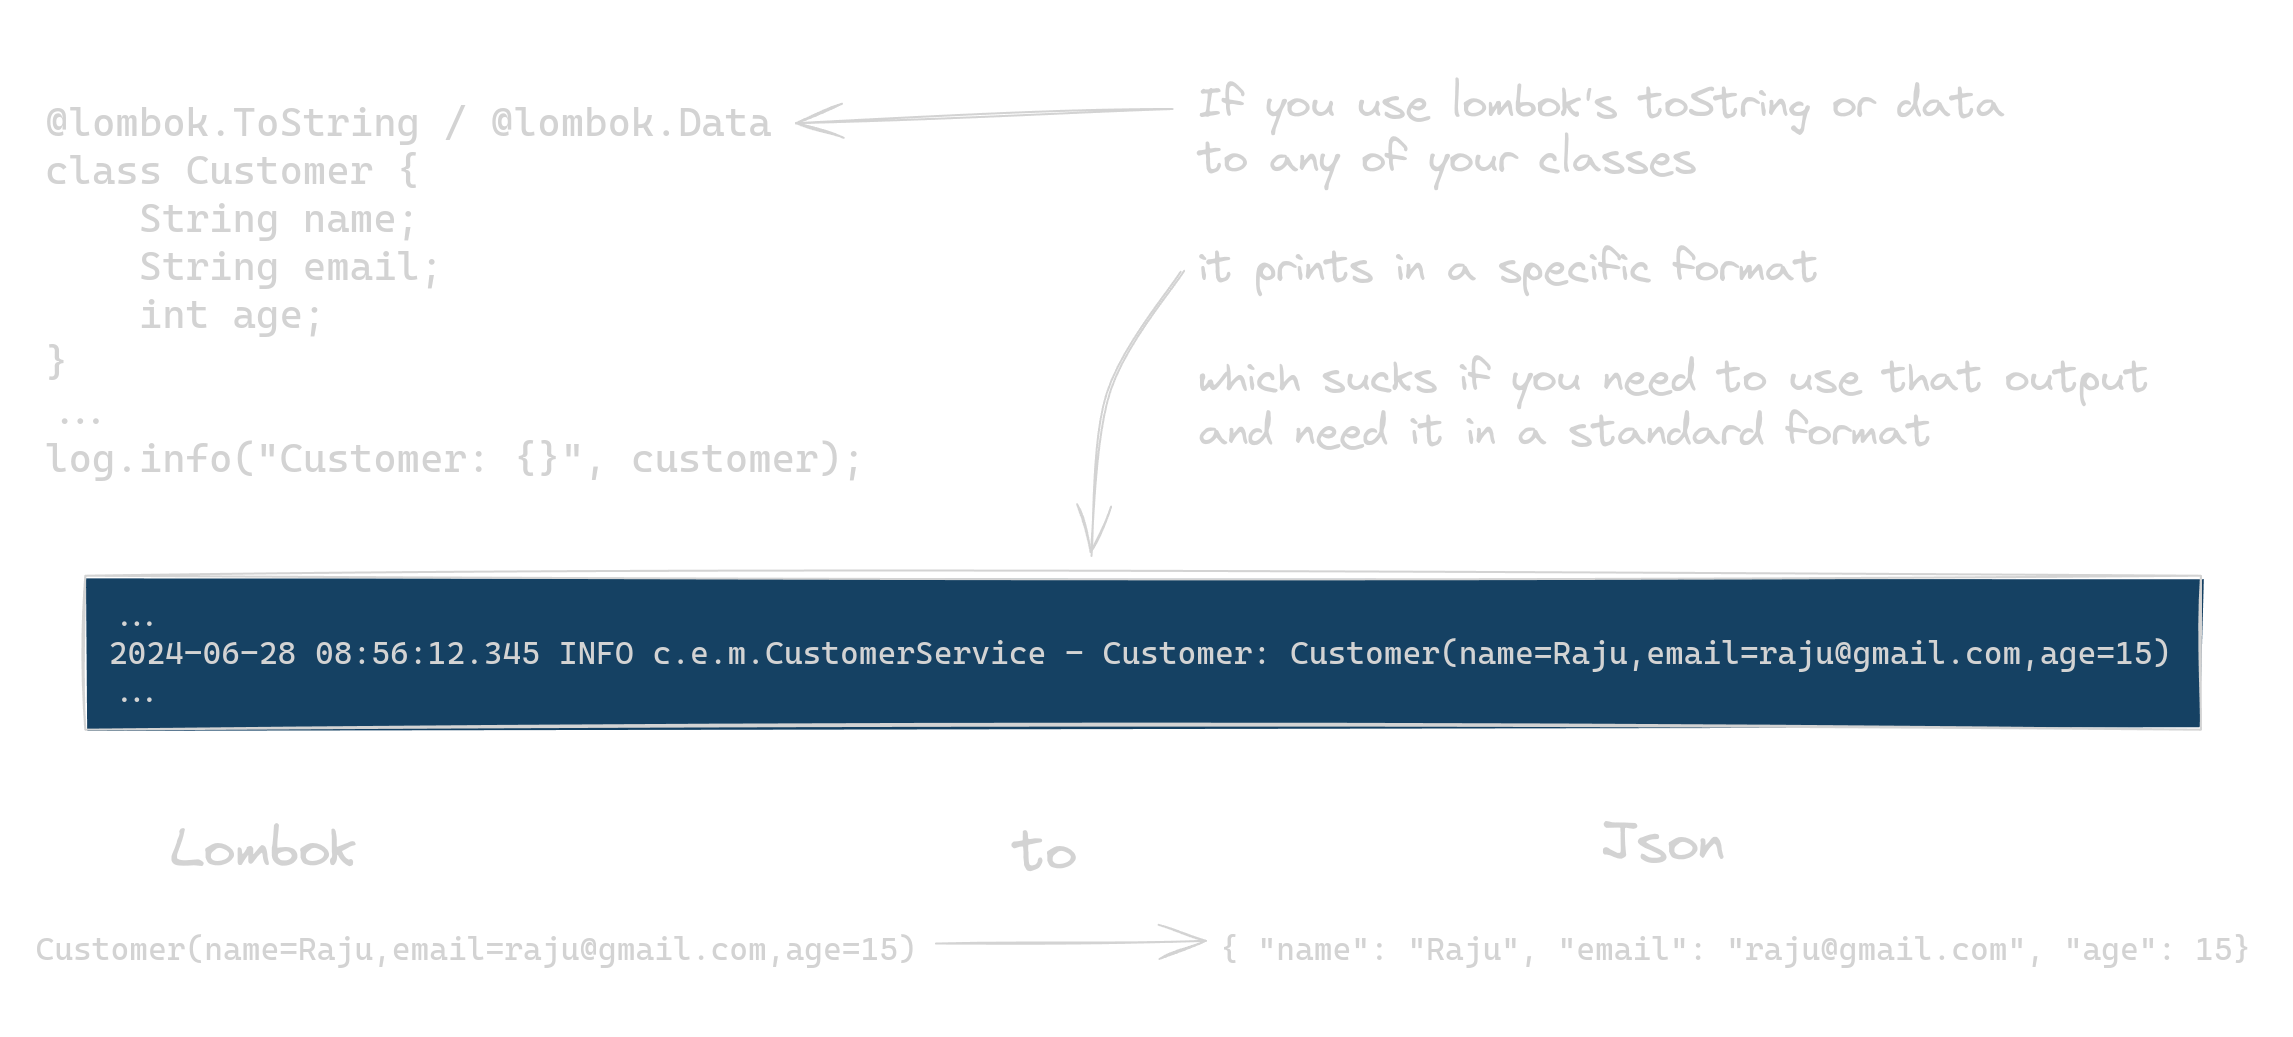 @lombok.ToString / @lombok.Data
class Customer {
    String name;
    String email;
    int age;
}
...
log.info("Customer: {}", customer);
If you use lombok's toString or data
to any of your classes
it prints in a specific format
which sucks if you need to use that output
and need it in a standard format
...
2024-06-28 08:56:12.345 INFO c.e.m.CustomerService - Customer: Customer(name=Raju,email=raju@gmail.com,age=15)
...
Lombok to Json
Customer(name=Raju,email=raju@gmail.com,age=15) { "name": "Raju", "email": "raju@gmail.com", "age": 15}